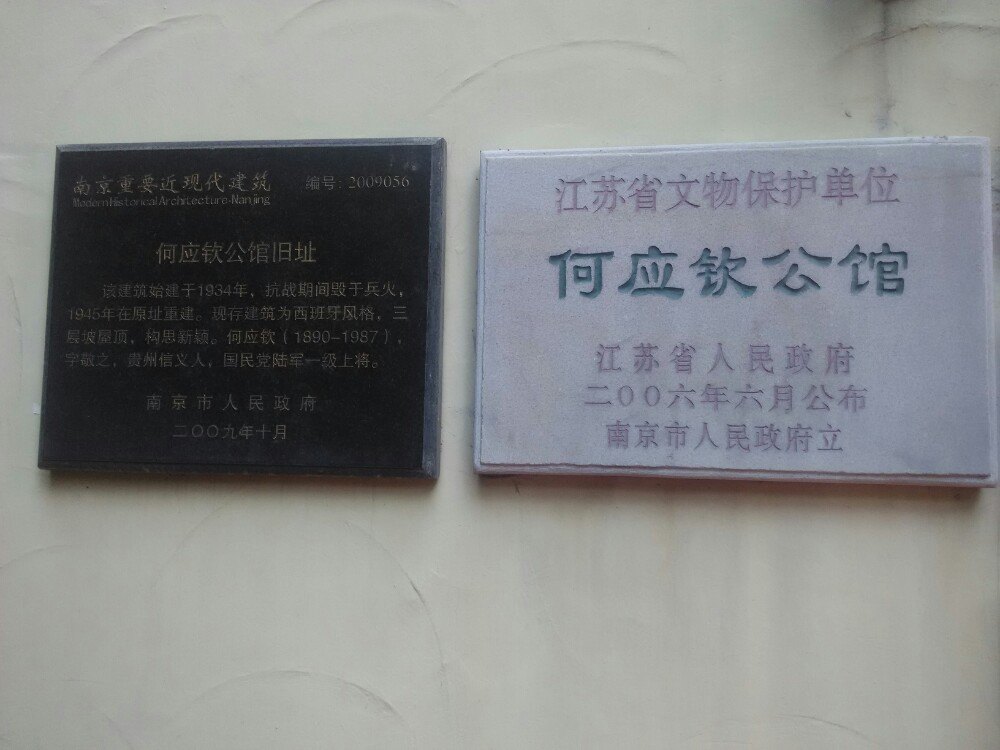 南京重要近现代建筑 编号: 2009056
Modern Historical Architecture, Nanjing
何应钦公馆旧址
该建筑始建于1934年，抗战期间毁于兵火，
1945年在原址重建。现存建筑为西班牙风格，三
层坡屋顶，构思新颖。何应钦（1890-1987），
字敬之，贵州信义人，国民党陆军一级上将。
南京市人民政府
二〇〇九年十月
江苏省文物保护单位
何应钦公馆
江苏省人民政府
二〇〇六年六月公布
南京市人民政府立